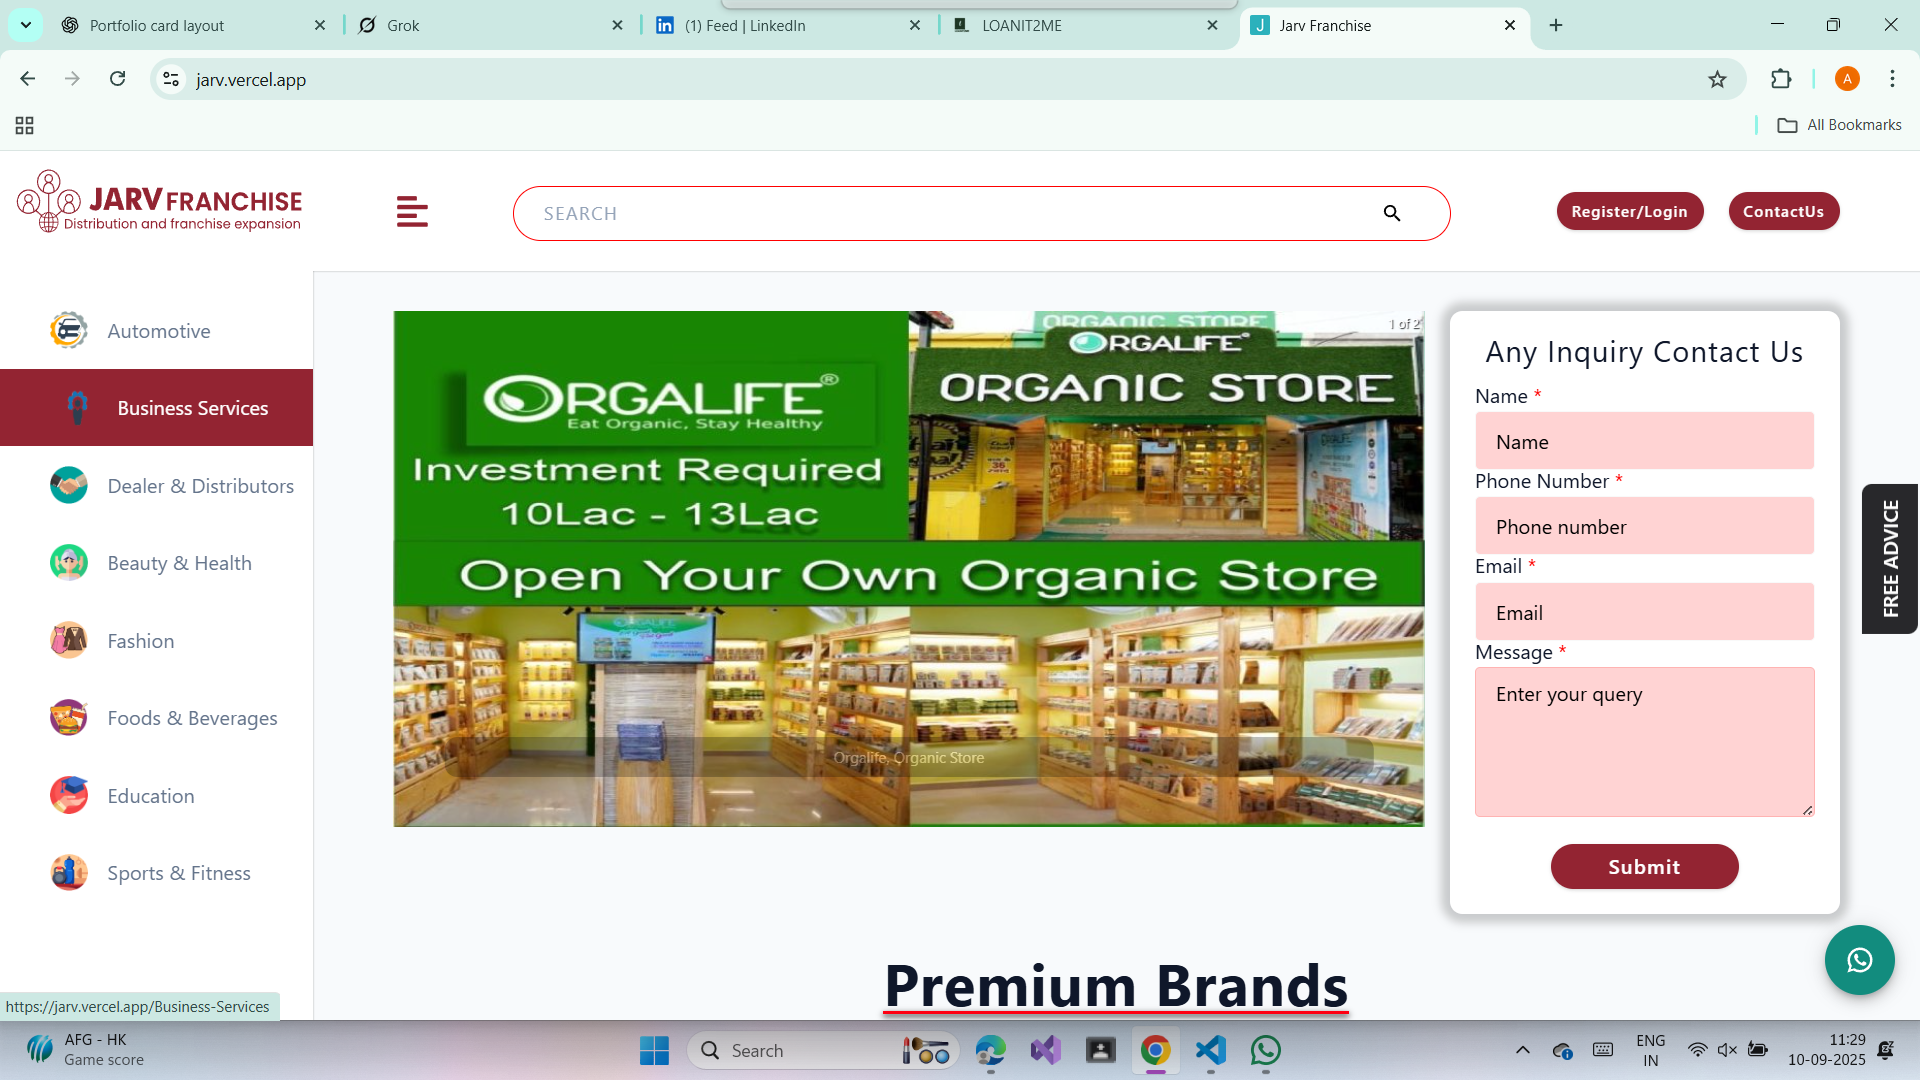 Portfolio card layout
Grok
(1) Feed | LinkedIn
LOANIT2ME
Jarv Franchise
jarv.vercel.app
A
All Bookmarks
JARV FRANCHISE
Distribution and franchise expansion
SEARCH
Register/Login
ContactUs
Automotive
Business Services
Dealer & Distributors
Beauty & Health
Fashion
Foods & Beverages
Education
Sports & Fitness
ORGALIFE®
Eat Organic, Stay Healthy
Investment Required
10Lac - 13Lac
1 of 2
ORGANIC STORE
ORGALIFE
ORGANIC STORE
Open Your Own Organic Store
Orgalife, Organic Store
Any Inquiry Contact Us
Name *
Name
Phone Number *
Phone number
Email *
Email
Message *
Enter your query
Submit
FREE ADVICE
Premium Brands
https://jarv.vercel.app/Business-Services
AFG - HK
Game score
Search
ENG
IN
11:29
10-09-2025